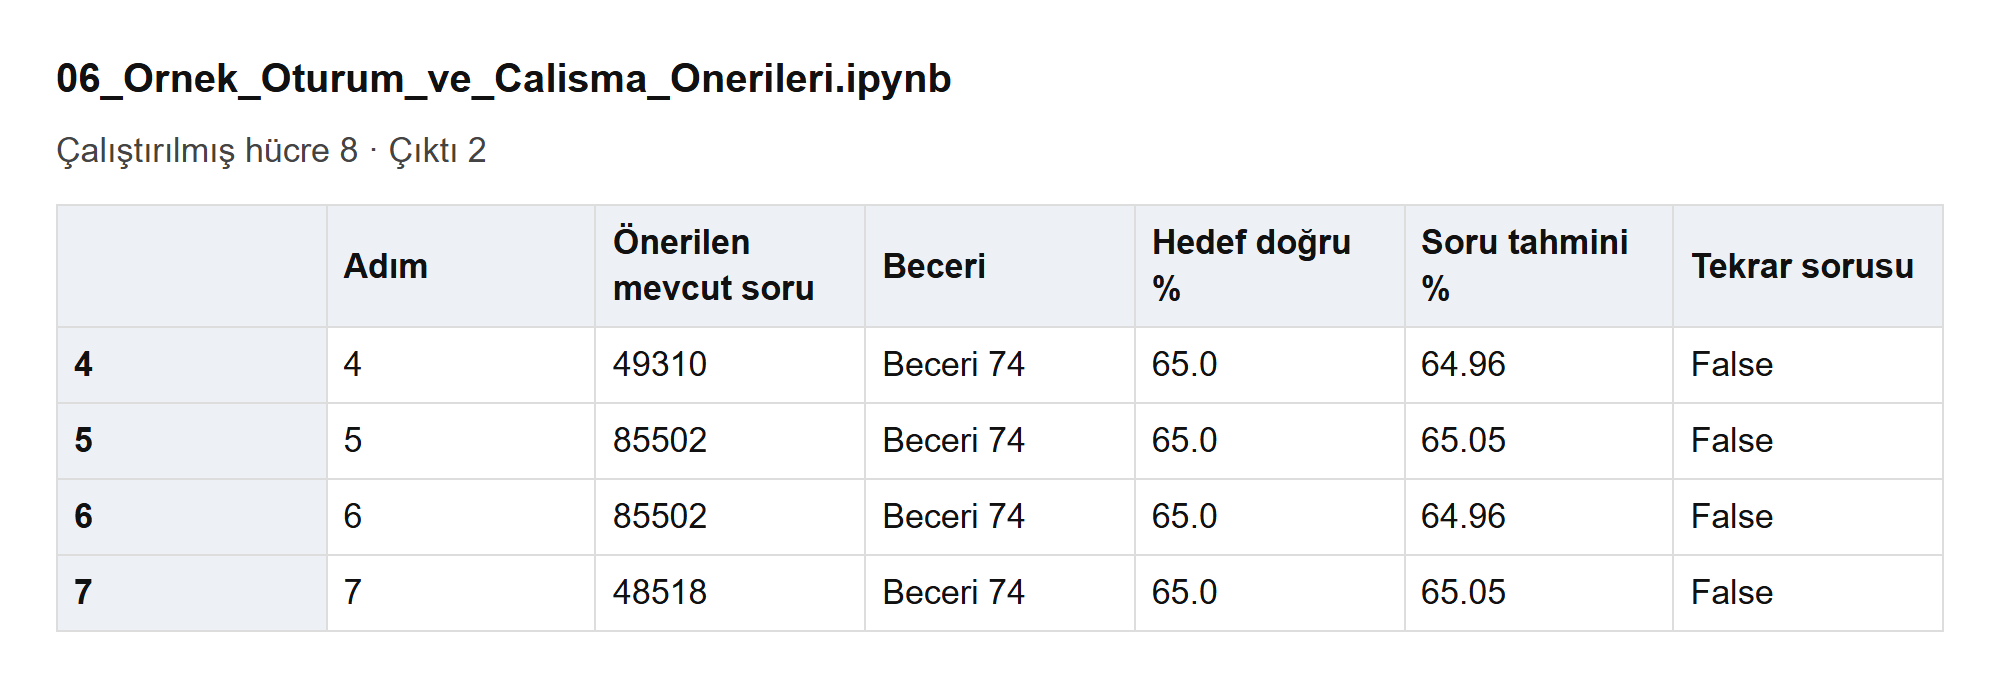 06_Ornek_Oturum_ve_Calisma_Onerileri.ipynb
Çalıştırılmış hücre 8 · Çıktı 2
Adım Önerilen mevcut soru Beceri Hedef doğru % Soru tahmini % Tekrar sorusu
4 4 49310 Beceri 74 65.0 64.96 False
5 5 85502 Beceri 74 65.0 65.05 False
6 6 85502 Beceri 74 65.0 64.96 False
7 7 48518 Beceri 74 65.0 65.05 False